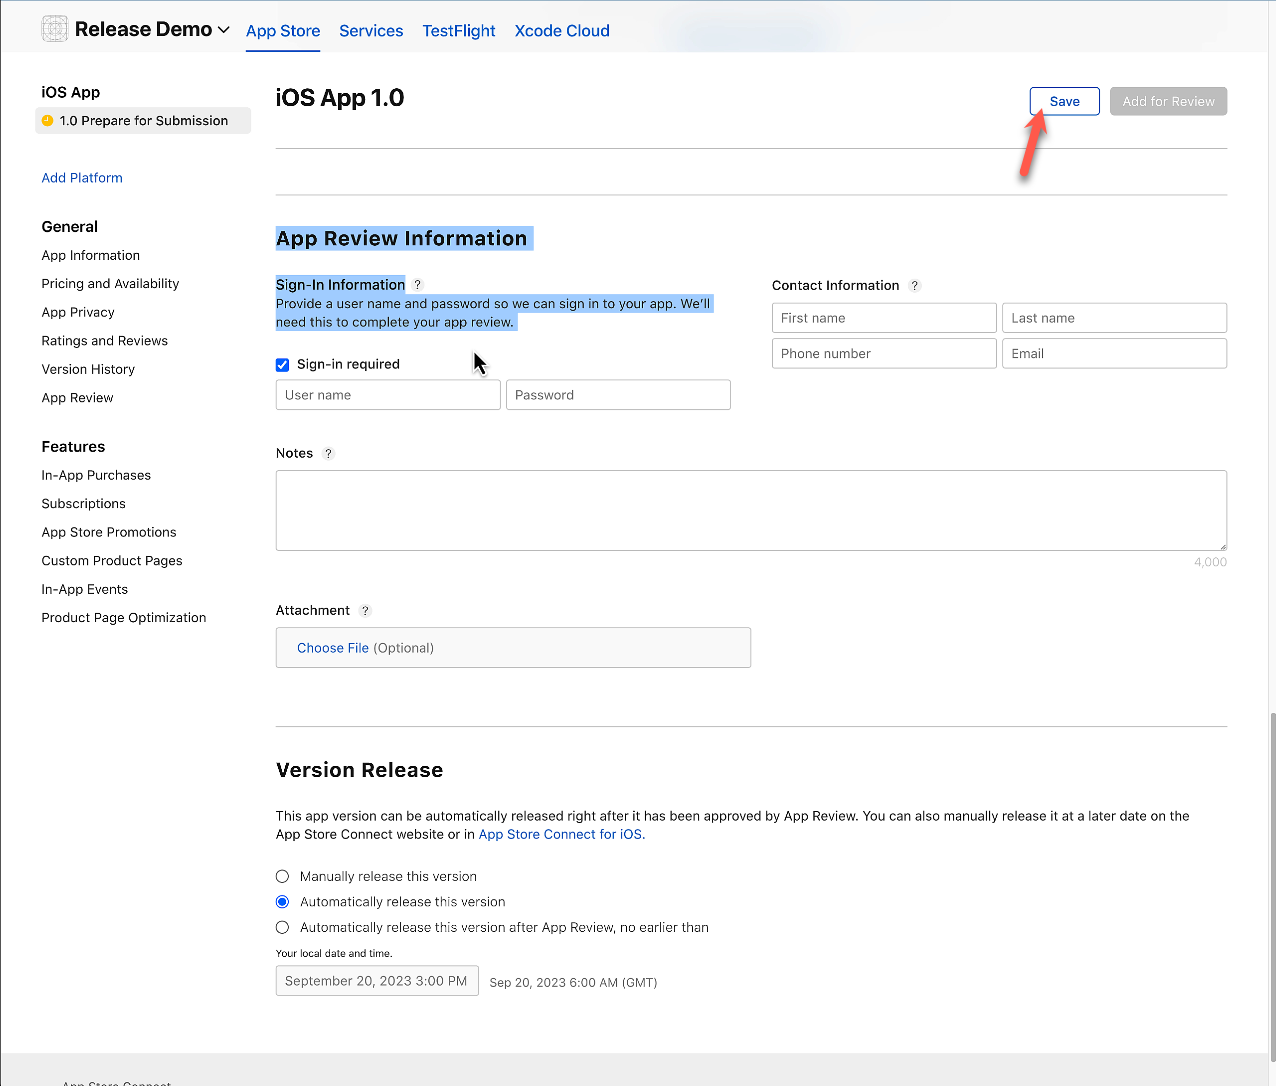 Release Demo
App Store
Services
TestFlight
Xcode Cloud
iOS App
1.0 Prepare for Submission
Add Platform
General
App Information
Pricing and Availability
App Privacy
Ratings and Reviews
Version History
App Review
Features
In-App Purchases
Subscriptions
App Store Promotions
Custom Product Pages
In-App Events
Product Page Optimization
iOS App 1.0
Save
Add for Review
App Review Information
Sign-In Information ?
Provide a user name and password so we can sign in to your app. We'll
need this to complete your app review.
Sign-in required
User name
Password
Contact Information ?
First name
Last name
Phone number
Email
Notes ?
4,000
Attachment ?
Choose File (Optional)
Version Release
This app version can be automatically released right after it has been approved by App Review. You can also manually release it at a later date on the
App Store Connect website or in App Store Connect for iOS.
Manually release this version
Automatically release this version
Automatically release this version after App Review, no earlier than
Your local date and time.
September 20, 2023 3:00 PM
Sep 20, 2023 6:00 AM (GMT)
App Store Connect